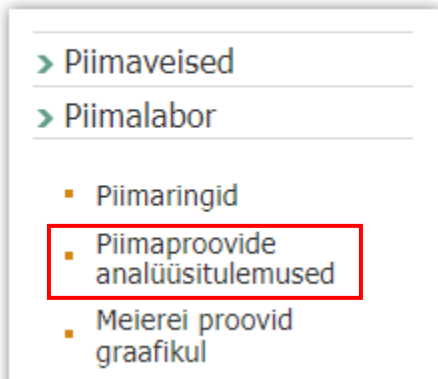 Piimaveised
Piimalabor
Piimaringid
Piimaproovide
analüüsitulemused
Meierei proovid
graafikul